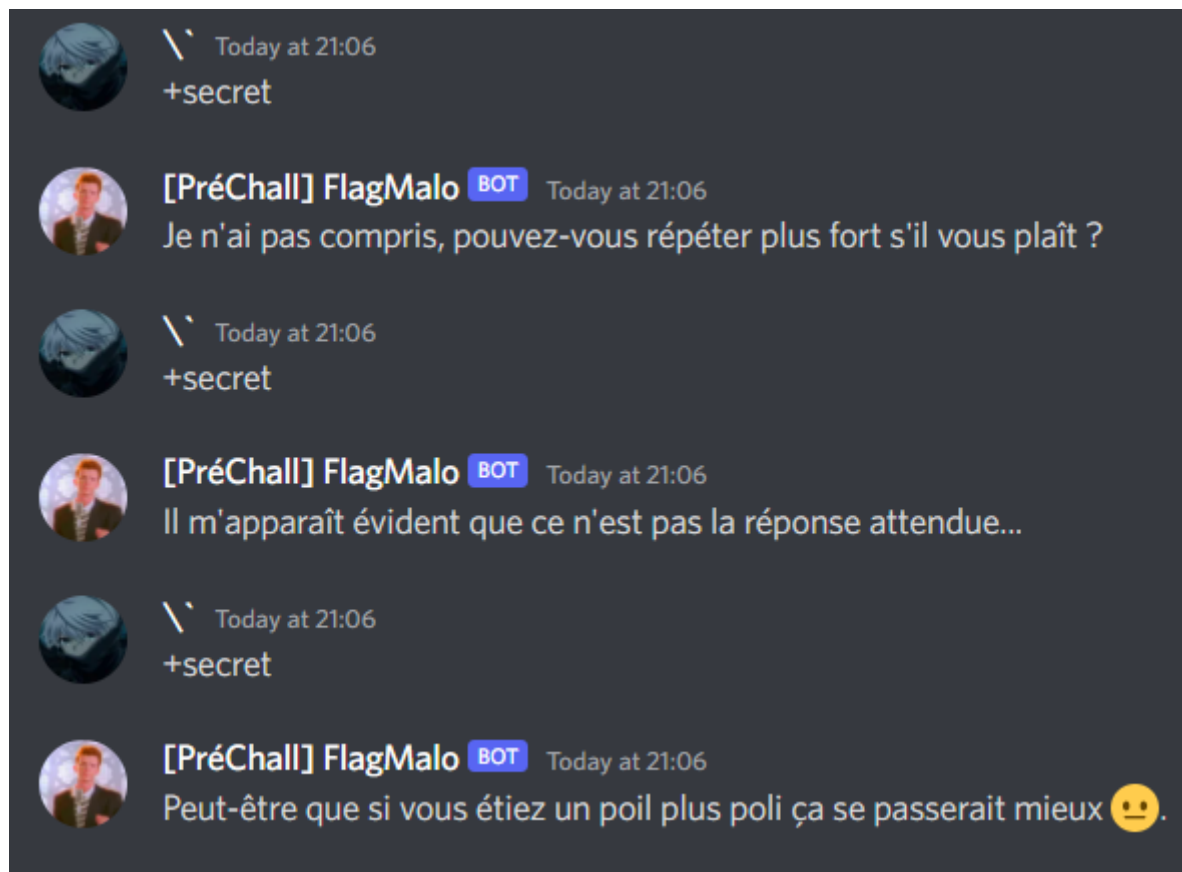 \` Today at 21:06
+secret
[PréChall] FlagMalo BOT Today at 21:06
Je n'ai pas compris, pouvez-vous répéter plus fort s'il vous plaît ?
\` Today at 21:06
+secret
[PréChall] FlagMalo BOT Today at 21:06
Il m'apparaît évident que ce n'est pas la réponse attendue...
\` Today at 21:06
+secret
[PréChall] FlagMalo BOT Today at 21:06
Peut-être que si vous étiez un poil plus poli ça se passerait mieux 😐.